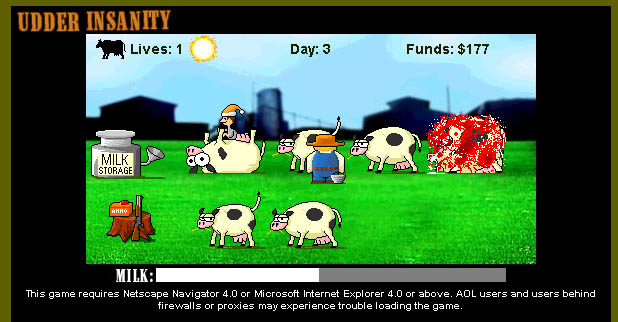 UDDER INSANITY
Lives: 1 Day: 3 Funds: $177
MILK
STORAGE
AMMO
MILK:
This game requires Netscape Navigator 4.0 or Microsoft Internet Explorer 4.0 or above. AOL users and users behind
firewalls or proxies may experience trouble loading the game.